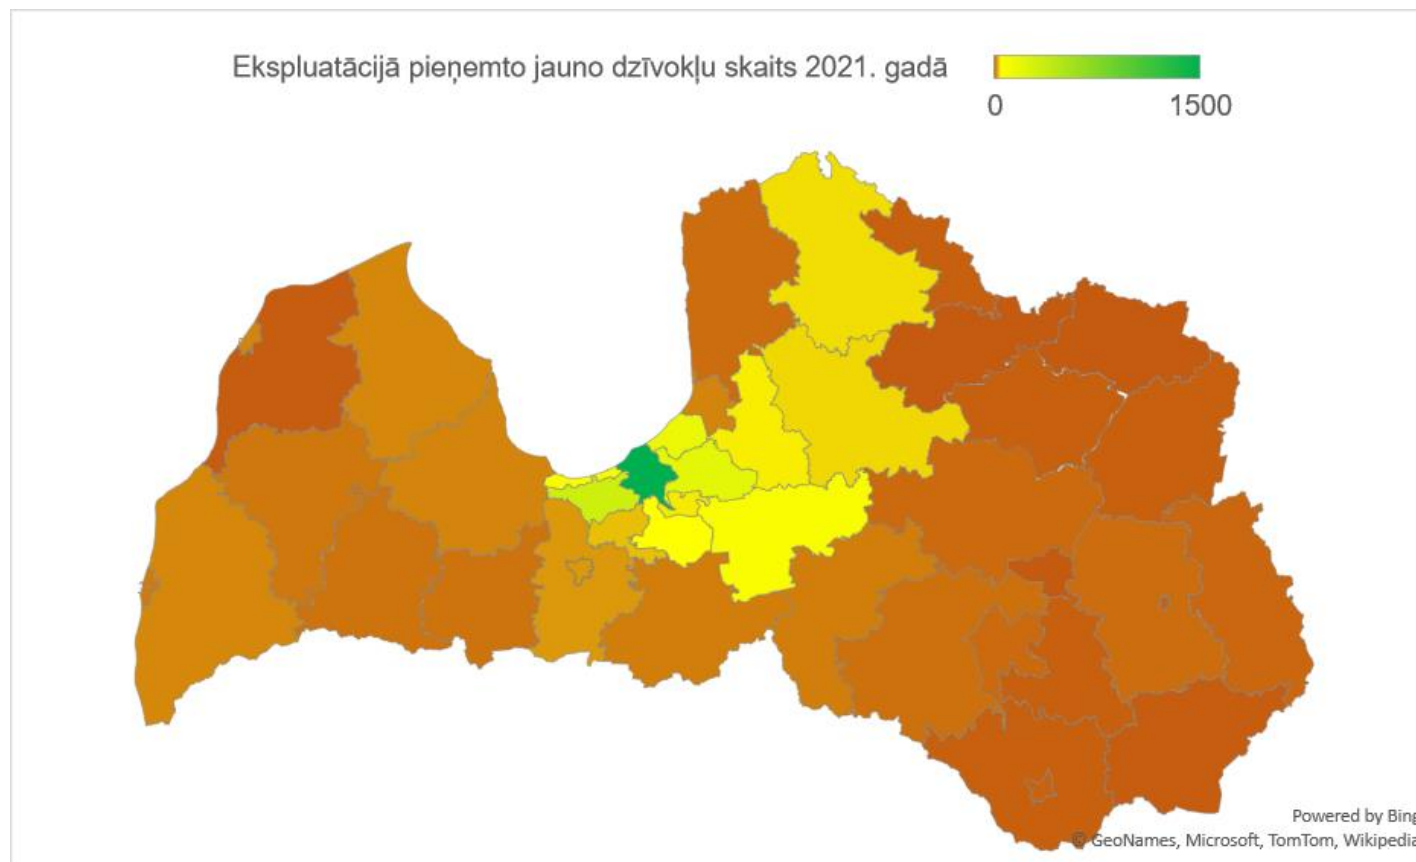 Ekspluatācijā pieņemto jauno dzīvokļu skaits 2021. gadā
0 1500
Powered by Bing
© GeoNames, Microsoft, TomTom, Wikipedia